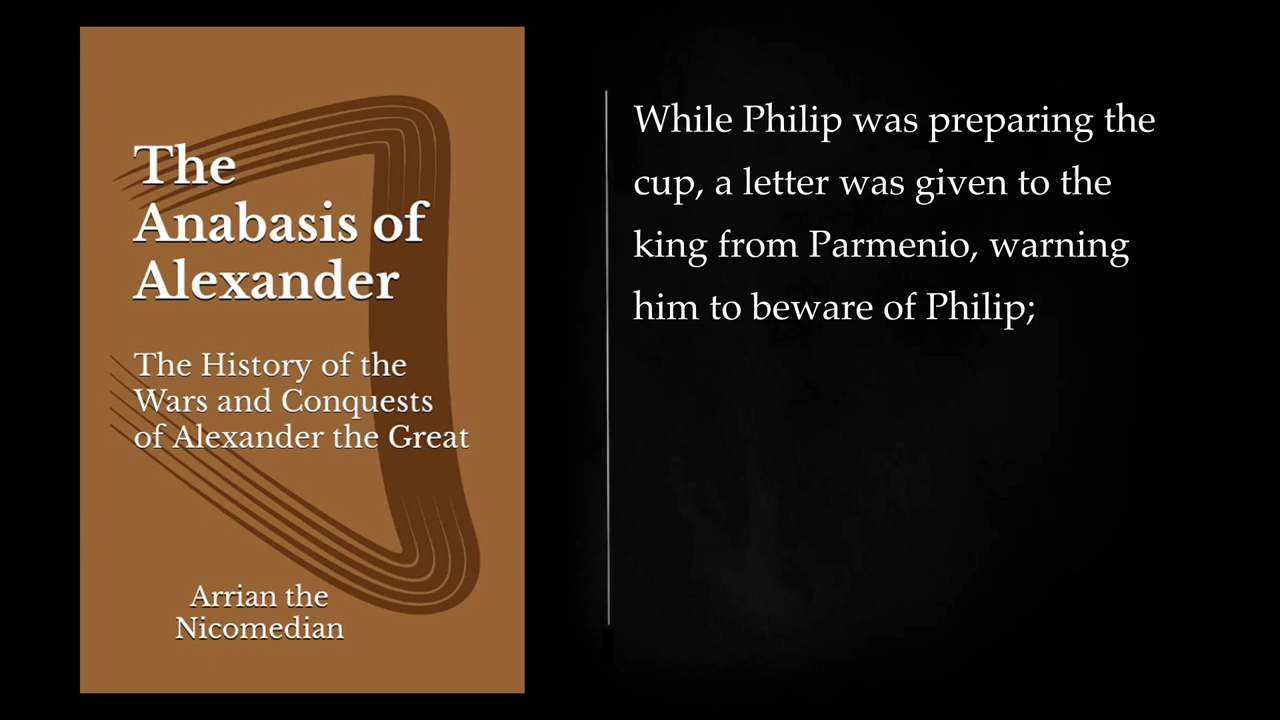 The
Anabasis of
Alexander
The History of the
Wars and Conquests
of Alexander the Great
Arrian the
Nicomedian
While Philip was preparing the
cup, a letter was given to the
king from Parmenio, warning
him to beware of Philip;